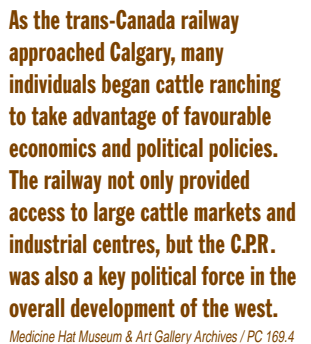 As the trans-Canada railway
approached Calgary, many
individuals began cattle ranching
to take advantage of favourable
economics and political policies.
The railway not only provided
access to large cattle markets and
industrial centres, but the C.P.R.
was also a key political force in the
overall development of the west.
Medicine Hat Museum & Art Gallery Archives / PC 169.4